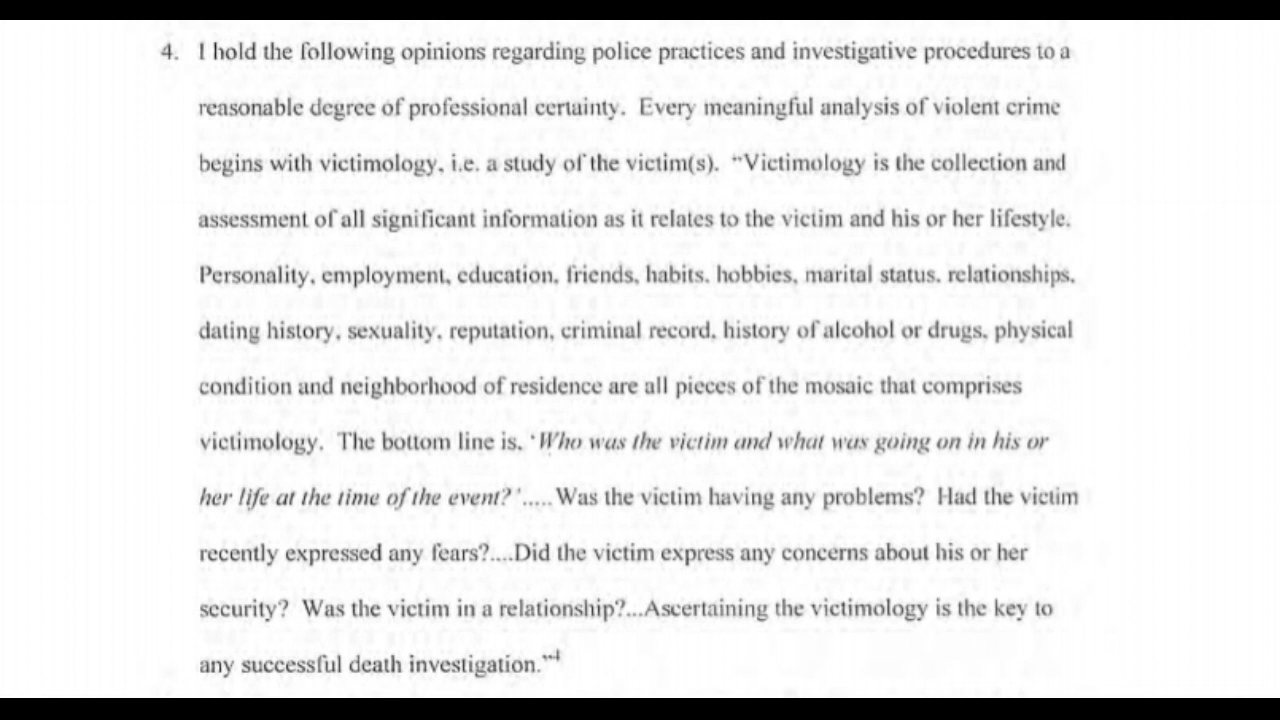 4. I hold the following opinions regarding police practices and investigative procedures to a
reasonable degree of professional certainty. Every meaningful analysis of violent crime
begins with victimology, i.e. a study of the victim(s). "Victimology is the collection and
assessment of all significant information as it relates to the victim and his or her lifestyle.
Personality, employment, education, friends, habits, hobbies, marital status, relationships,
dating history, sexuality, reputation, criminal record, history of alcohol or drugs, physical
condition and neighborhood of residence are all pieces of the mosaic that comprises
victimology. The bottom line is, 'Who was the victim and what was going on in his or
her life at the time of the event?'.....Was the victim having any problems? Had the victim
recently expressed any fears?....Did the victim express any concerns about his or her
security? Was the victim in a relationship?...Ascertaining the victimology is the key to
any successful death investigation."1